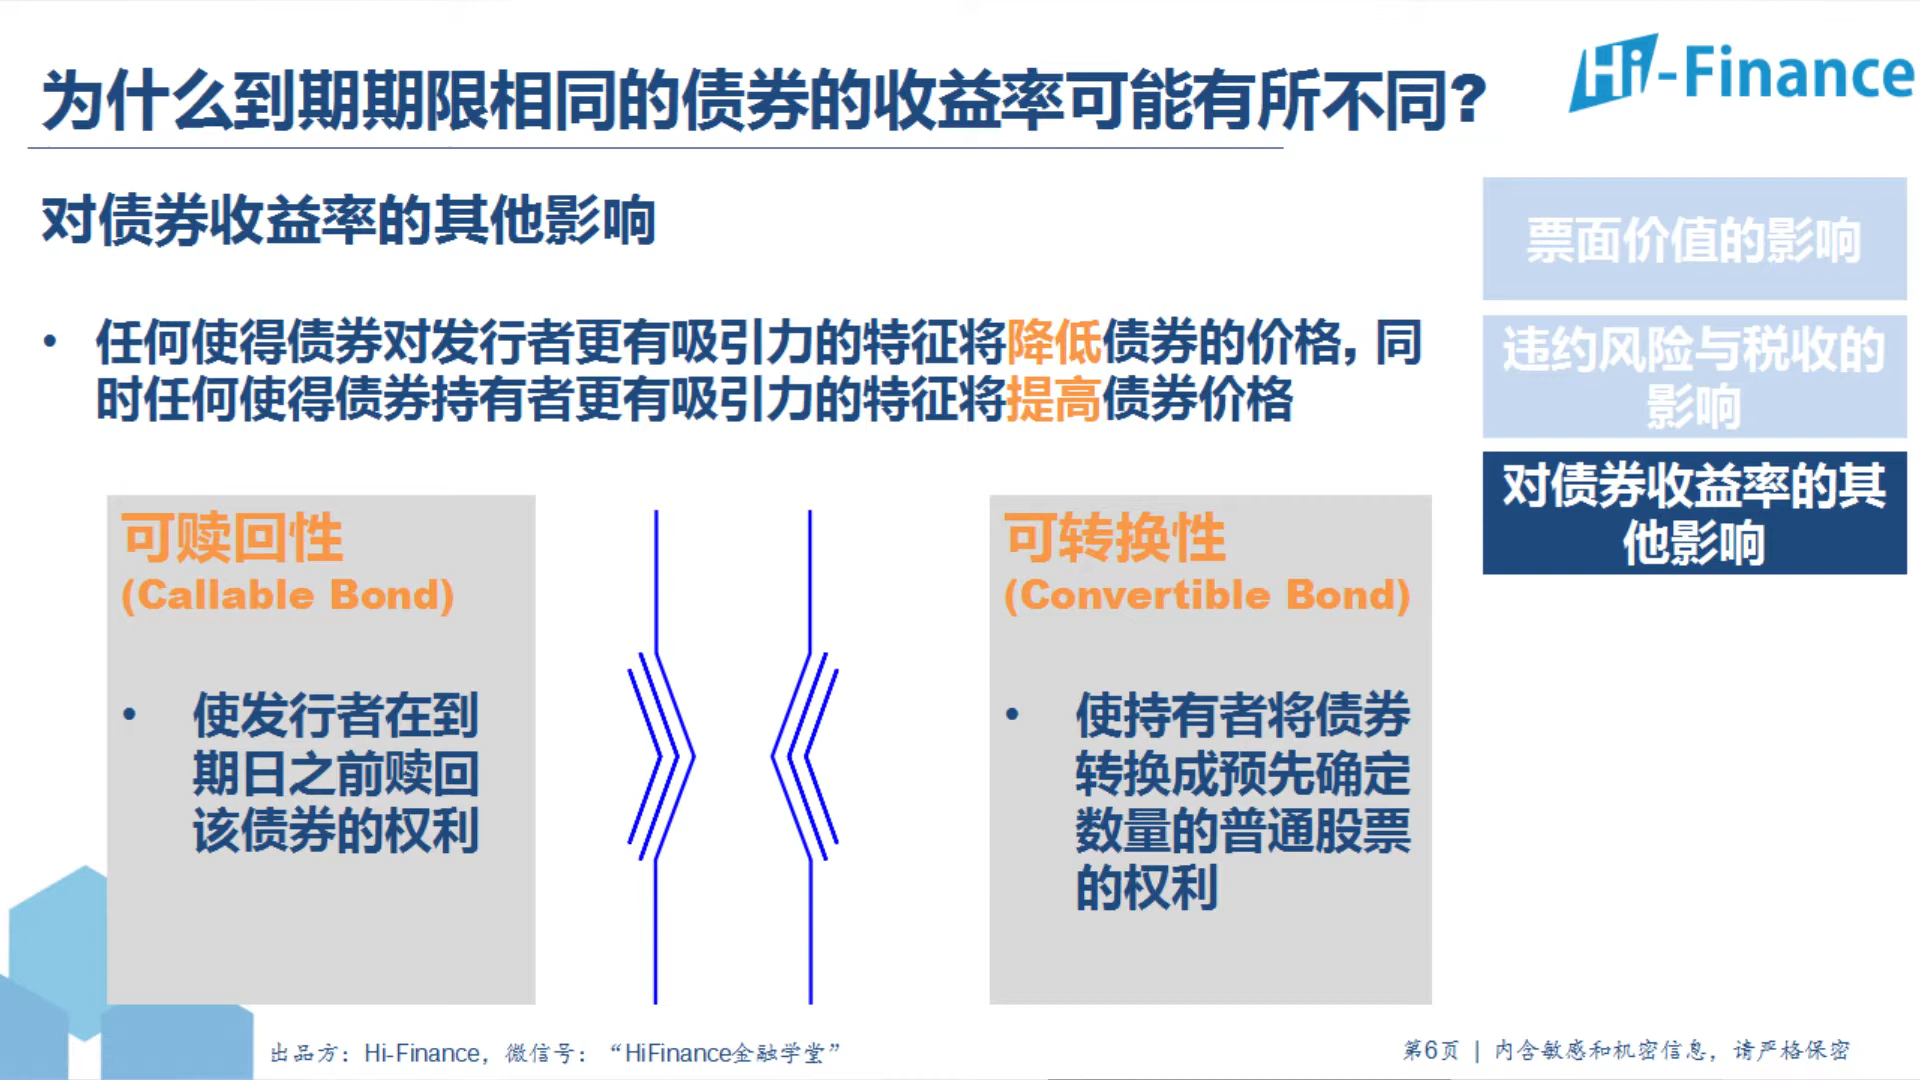 为什么到期期限相同的债券的收益率可能有所不同?
Hi-Finance
对债券收益率的其他影响
• 任何使得债券对发行者更有吸引力的特征将降低债券的价格，同
时任何使得债券持有者更有吸引力的特征将提高债券价格
可赎回性
(Callable Bond)
• 使发行者在到
期日之前赎回
该债券的权利
可转换性
(Convertible Bond)
• 使持有者将债券
转换成预先确定
数量的普通股票
的权利
票面价值的影响
违约风险与税收的
影响
对债券收益率的其
他影响
出品方：Hi-Finance，微信号：“HiFinance金融学堂”
第6页 | 内含敏感和机密信息，请严格保密